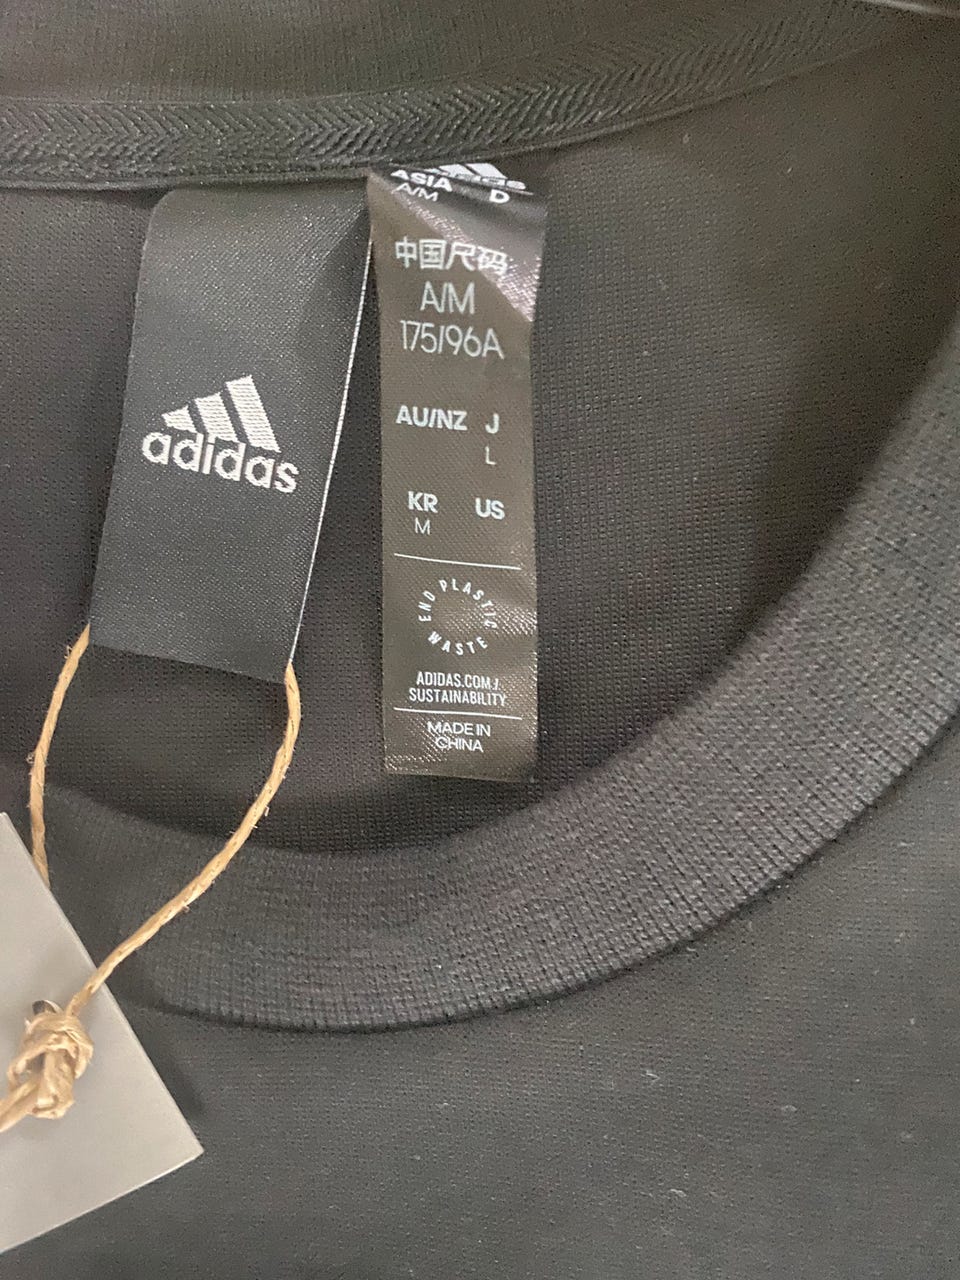 adidas
adidas
ASIA D
A/M
中国尺码
A/M
175/96A
AU/NZ J
L
KR US
M
END PLASTIC WASTE
ADIDAS.COM/
SUSTAINABILITY
MADE IN
CHINA